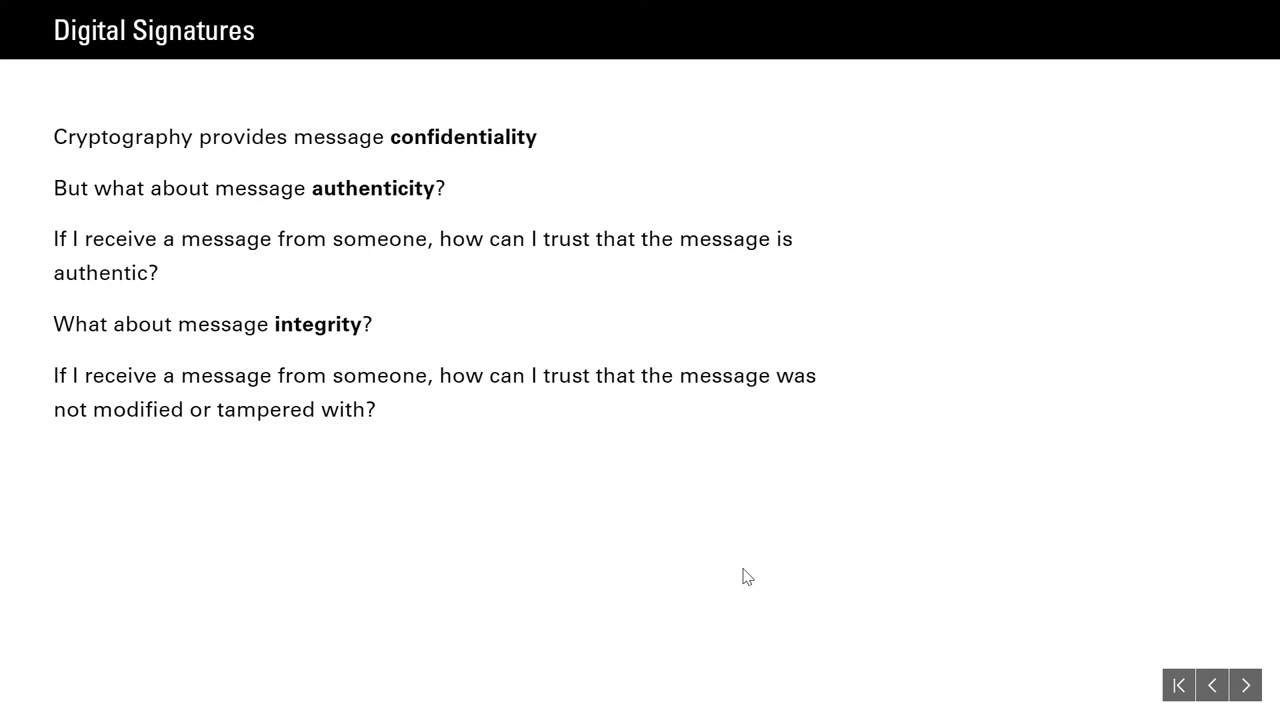 Digital Signatures
Cryptography provides message confidentiality
But what about message authenticity?
If I receive a message from someone, how can I trust that the message is
authentic?
What about message integrity?
If I receive a message from someone, how can I trust that the message was
not modified or tampered with?